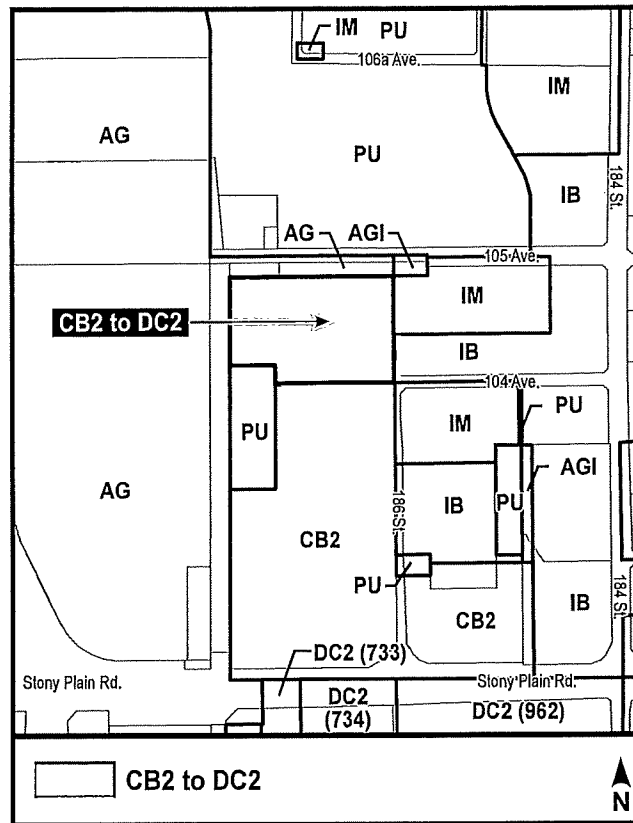 IM
PU
106a Ave.
IM
AG
PU
184 St.
IB
AG
AGI
105 Ave.
CB2 to DC2
IM
IB
104 Ave.
PU
IM
PU
AGI
AG
186 St.
IB
PU
CB2
PU
CB2
IB
184 St.
DC2 (733)
Stony Plain Rd.
Stony Plain Rd.
DC2
(734)
DC2 (962)
CB2 to DC2
N